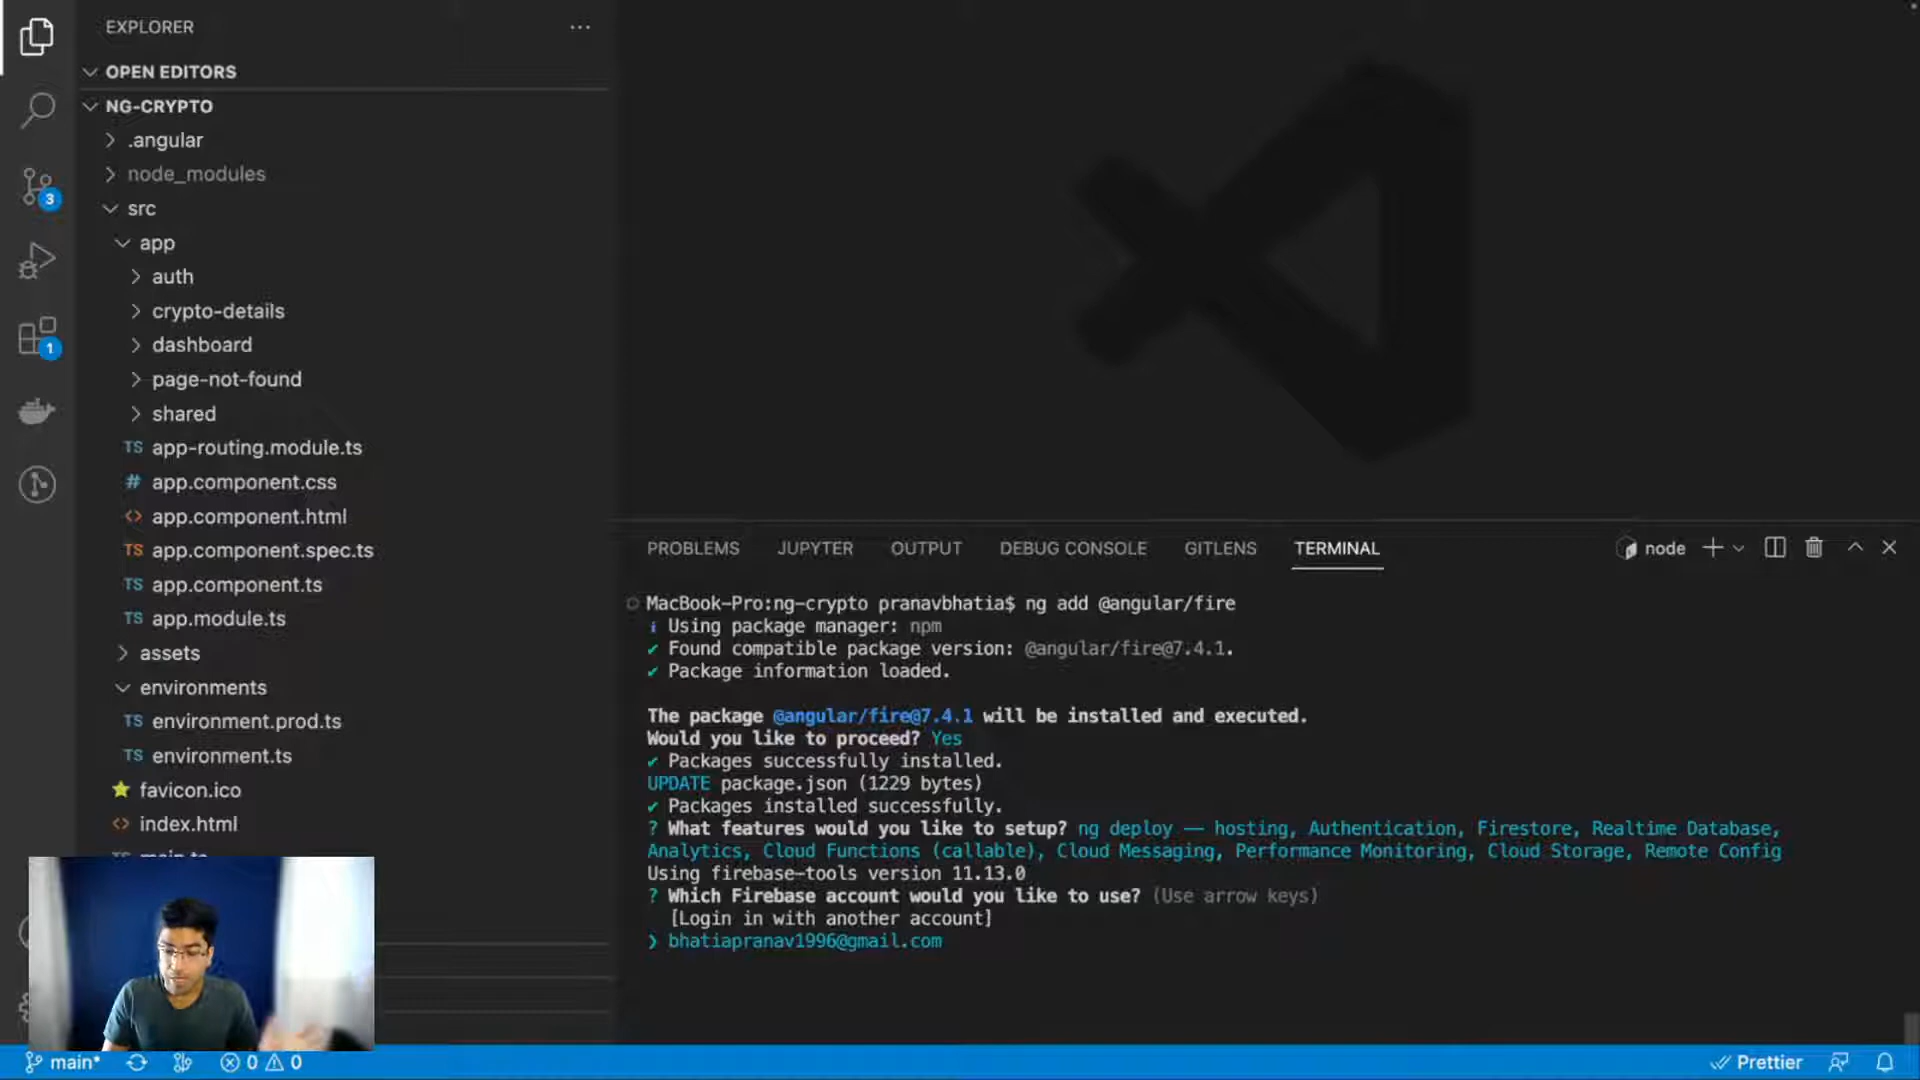 EXPLORER
OPEN EDITORS
NG-CRYPTO
.angular
node_modules
src
app
auth
crypto-details
dashboard
page-not-found
shared
TS app-routing.module.ts
# app.component.css
<> app.component.html
TS app.component.spec.ts
TS app.component.ts
TS app.module.ts
assets
environments
TS environment.prod.ts
TS environment.ts
favicon.ico
<> index.html
3
1
PROBLEMS JUPYTER OUTPUT DEBUG CONSOLE GITLENS TERMINAL
node
MacBook-Pro:ng-crypto pranavbhatia$ ng add @angular/fire
i Using package manager: npm
✔ Found compatible package version: @angular/fire@7.4.1.
✔ Package information loaded.
The package @angular/fire@7.4.1 will be installed and executed.
Would you like to proceed? Yes
✔ Packages successfully installed.
UPDATE package.json (1229 bytes)
✔ Packages installed successfully.
? What features would you like to setup? ng deploy -- hosting, Authentication, Firestore, Realtime Database,
Analytics, Cloud Functions (callable), Cloud Messaging, Performance Monitoring, Cloud Storage, Remote Config
Using firebase-tools version 11.13.0
? Which Firebase account would you like to use? (Use arrow keys)
[Login in with another account]
❯ bhatiapranav1996@gmail.com
main* 0 0
Prettier